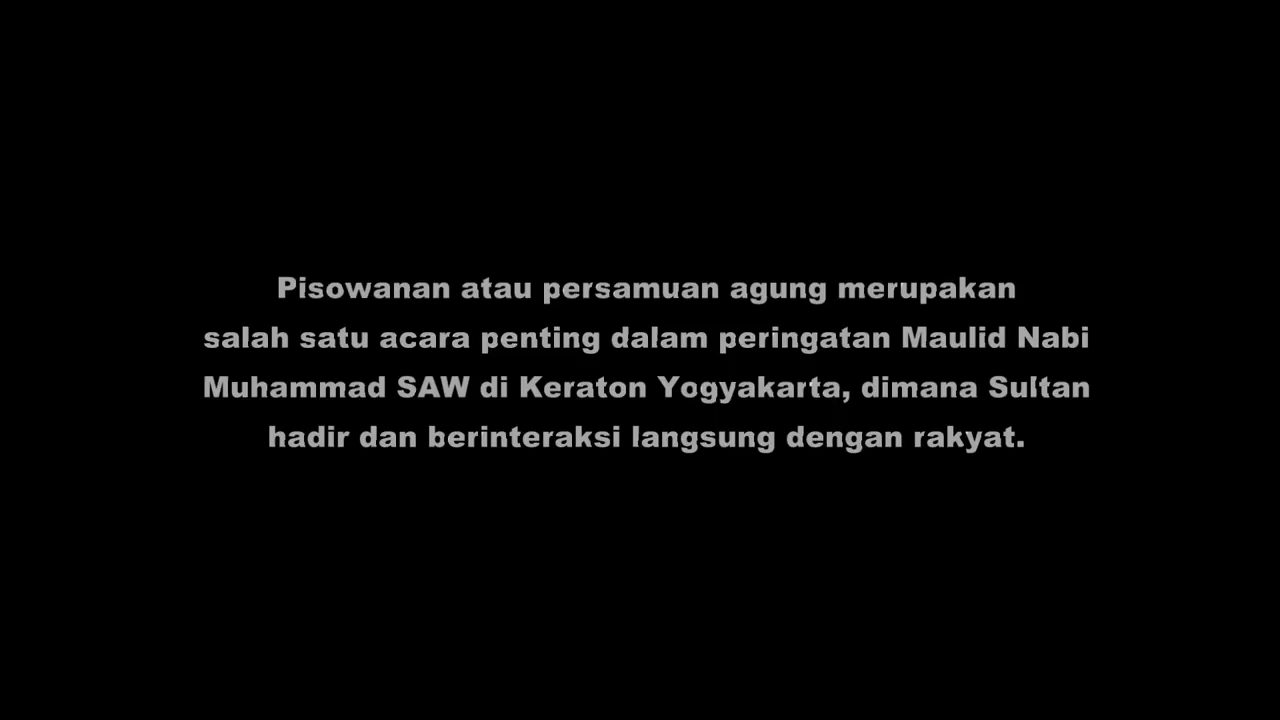 Pisowanan atau persamuan agung merupakan
salah satu acara penting dalam peringatan Maulid Nabi
Muhammad SAW di Keraton Yogyakarta, dimana Sultan
hadir dan berinteraksi langsung dengan rakyat.